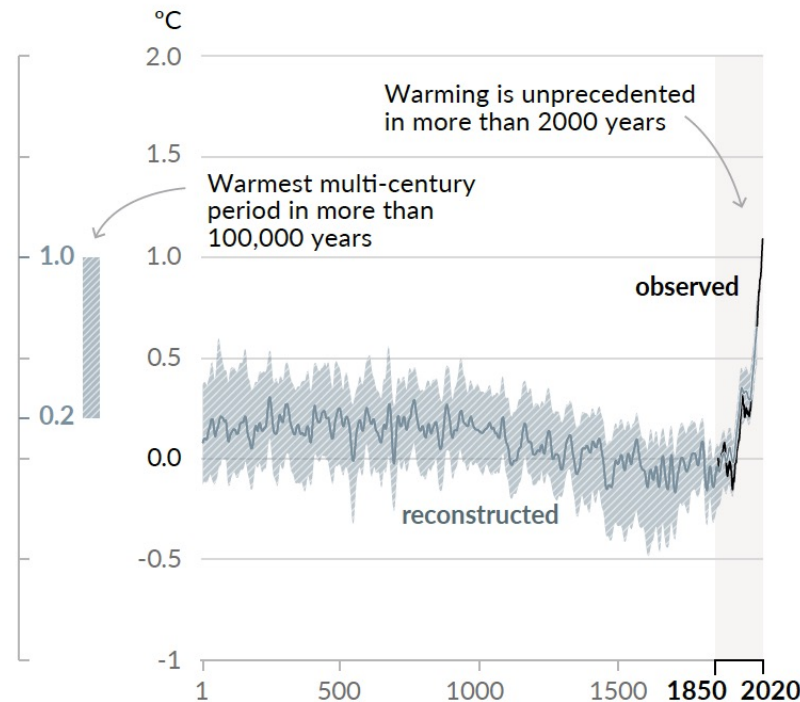 °C
2.0
Warming is unprecedented
in more than 2000 years
1.5
Warmest multi-century
period in more than
100,000 years
1.0
1.0
observed
0.5
0.2
0.0
reconstructed
-0.5
-1
1 500 1000 1500 1850 2020